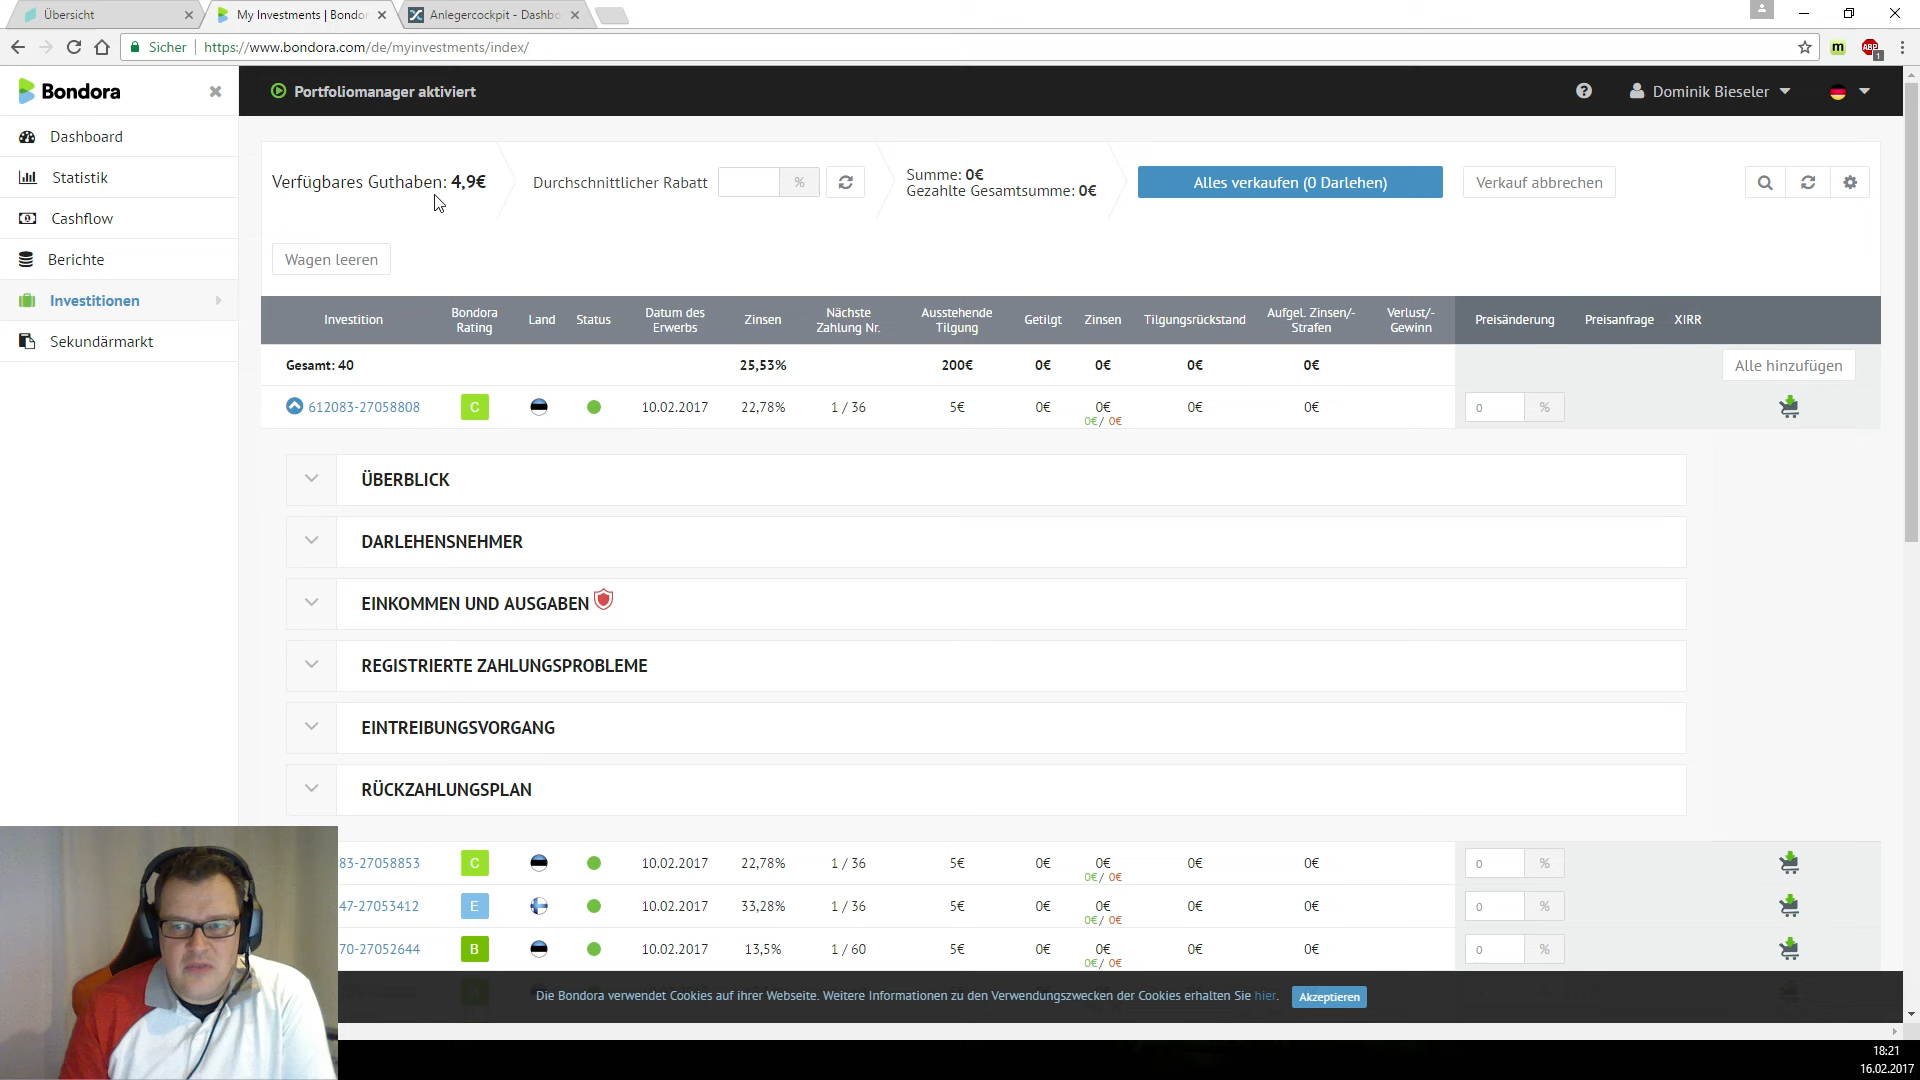 Übersicht
My Investments | Bondo
Anlegercockpit - Dashbo
Sicher
https://www.bondora.com/de/myinvestments/index/
m
ABP
1
Bondora
Portfoliomanager aktiviert
Dominik Bieseler
Dashboard
Statistik
Cashflow
Berichte
Investitionen
Sekundärmarkt
Verfügbares Guthaben: 4,9€
Durchschnittlicher Rabatt
%
Summe: 0€
Gezahlte Gesamtsumme: 0€
Alles verkaufen (0 Darlehen)
Verkauf abbrechen
Wagen leeren
Investition
Bondora Rating
Land
Status
Datum des Erwerbs
Zinsen
Nächste Zahlung Nr.
Ausstehende Tilgung
Getilgt
Zinsen
Tilgungsrückstand
Aufgel. Zinsen/-Strafen
Verlust/-Gewinn
Preisänderung
Preisanfrage
XIRR
Gesamt: 40 25,53% 200€ 0€ 0€ 0€ 0€ Alle hinzufügen
612083-27058808 C 10.02.2017 22,78% 1 / 36 5€ 0€ 0€ 0€ 0€ 0 %
0€/ 0€
ÜBERBLICK
DARLEHENSNEHMER
EINKOMMEN UND AUSGABEN
REGISTRIERTE ZAHLUNGSPROBLEME
EINTREIBUNGSVORGANG
RÜCKZAHLUNGSPLAN
83-27058853 C 10.02.2017 22,78% 1 / 36 5€ 0€ 0€ 0€ 0€ 0 %
0€/ 0€
47-27053412 E 10.02.2017 33,28% 1 / 36 5€ 0€ 0€ 0€ 0€ 0 %
0€/ 0€
70-27052644 B 10.02.2017 13,5% 1 / 60 5€ 0€ 0€ 0€ 0€ 0 %
0€/ 0€
Die Bondora verwendet Cookies auf ihrer Webseite. Weitere Informationen zu den Verwendungszwecken der Cookies erhalten Sie hier.
Akzeptieren
18:21
16.02.2017